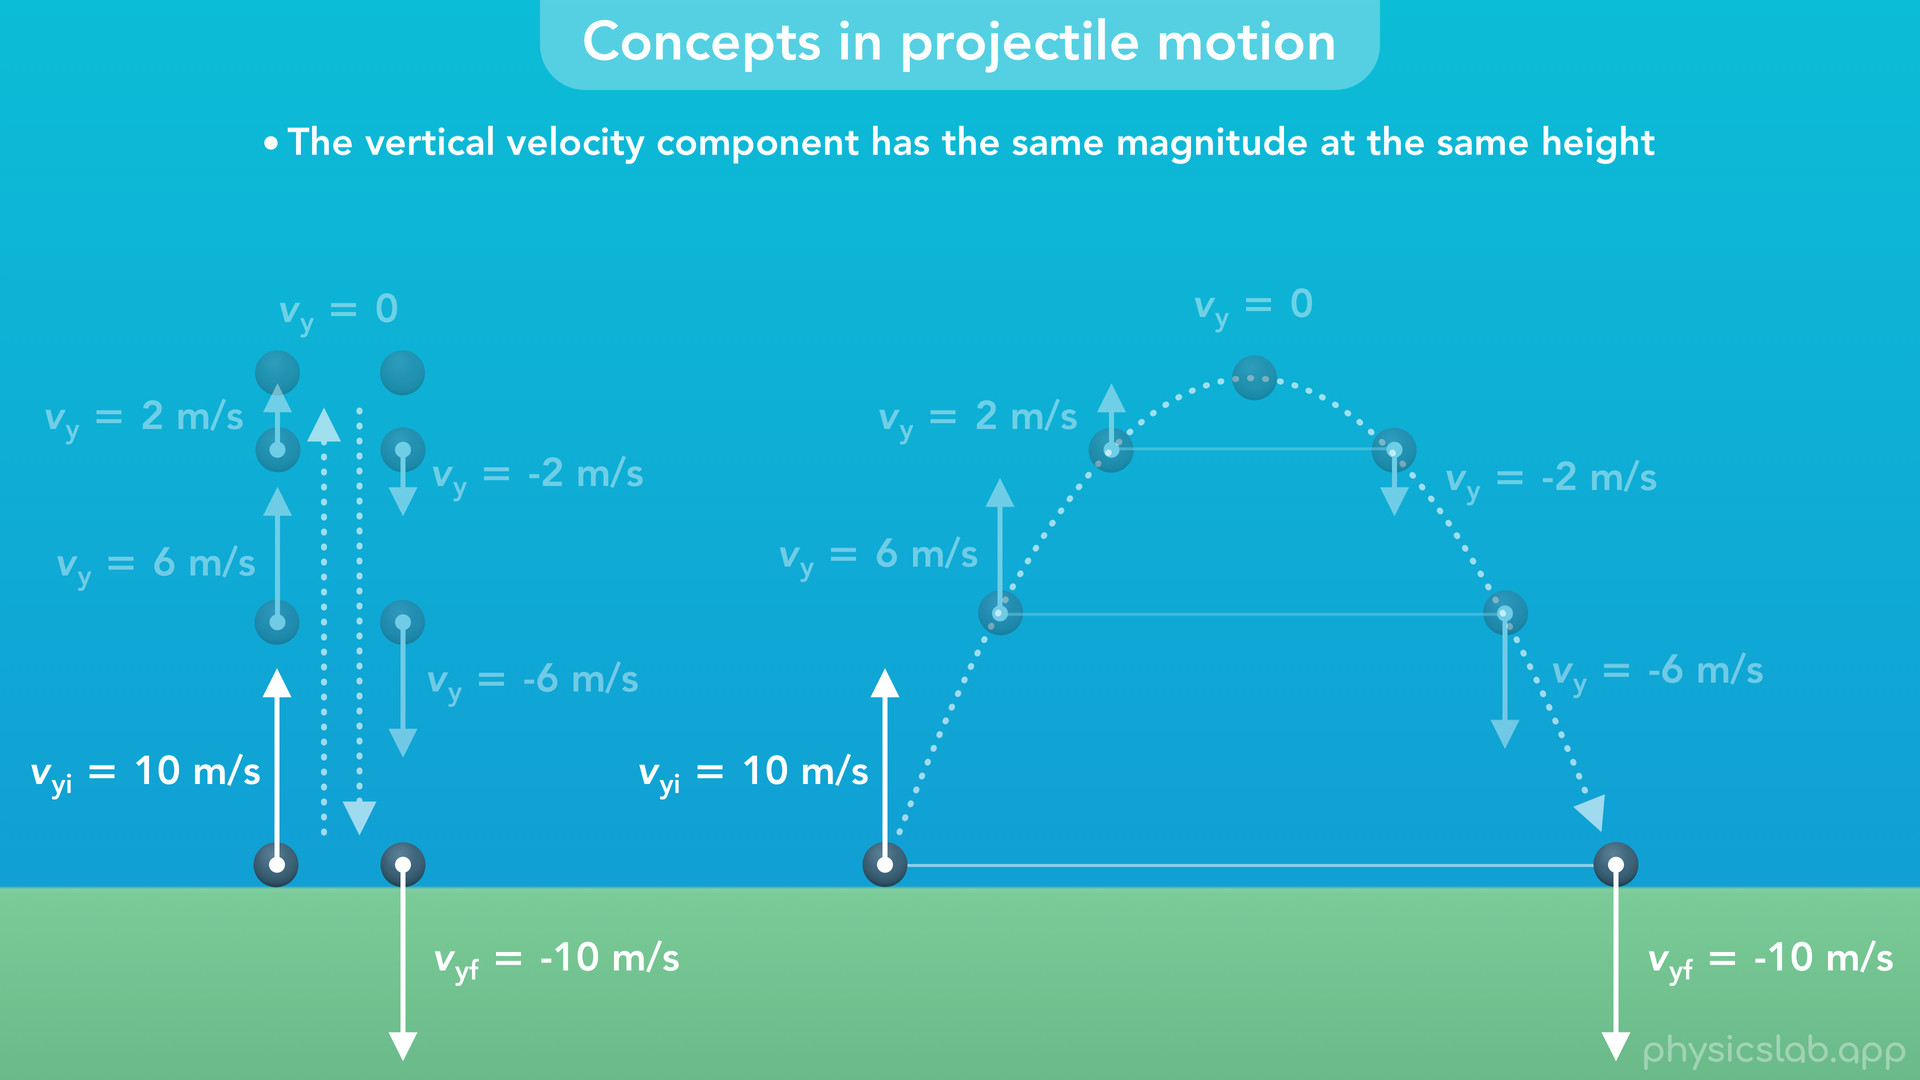 Concepts in projectile motion
• The vertical velocity component has the same magnitude at the same height
vy = 0
vy = 0
vy = 2 m/s
vy = 2 m/s
vy = -2 m/s
vy = -2 m/s
vy = 6 m/s
vy = 6 m/s
vy = -6 m/s
vy = -6 m/s
vyi = 10 m/s
vyi = 10 m/s
vyf = -10 m/s
vyf = -10 m/s
physicslab.app